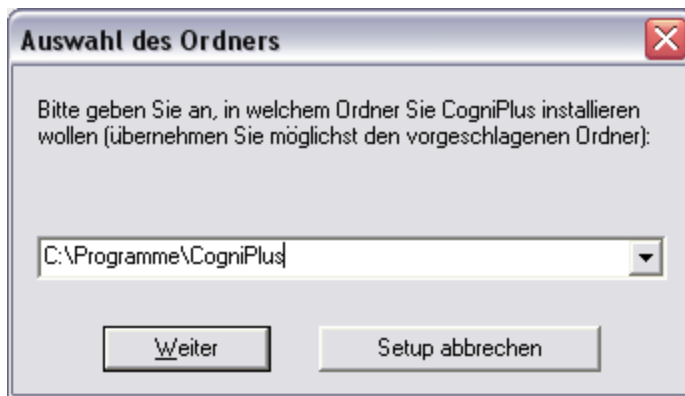 Auswahl des Ordners
Bitte geben Sie an, in welchem Ordner Sie CogniPlus installieren
wollen (übernehmen Sie möglichst den vorgeschlagenen Ordner):
C:\Programme\CogniPlus
Weiter
Setup abbrechen